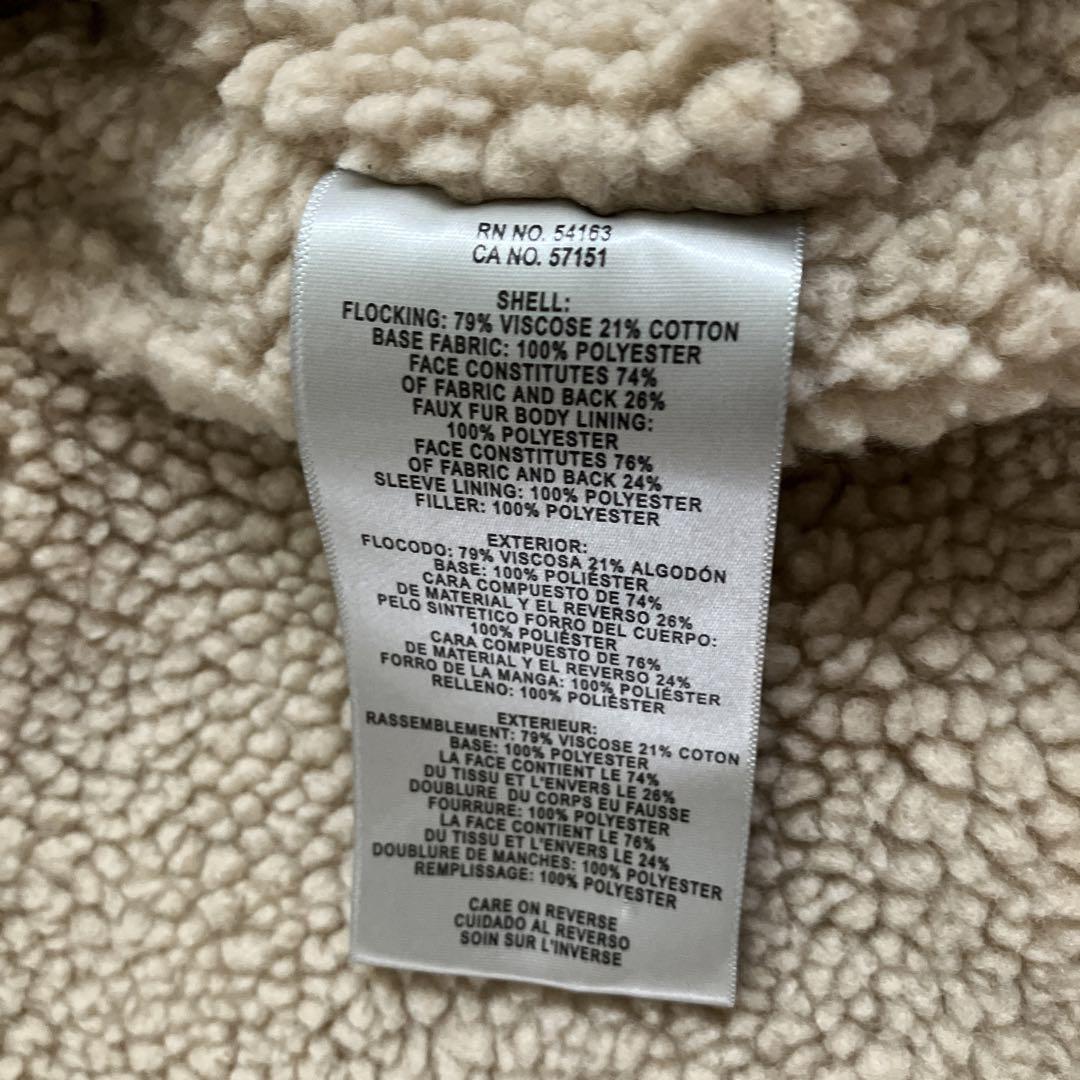 RN NO. 54163
CA NO. 57151
SHELL:
FLOCKING: 79% VISCOSE 21% COTTON
BASE FABRIC: 100% POLYESTER
FACE CONSTITUTES 74%
OF FABRIC AND BACK 26%
FAUX FUR BODY LINING:
100% POLYESTER
FACE CONSTITUTES 76%
OF FABRIC AND BACK 24%
SLEEVE LINING: 100% POLYESTER
FILLER: 100% POLYESTER
EXTERIOR:
FLOCODO: 79% VISCOSA 21% ALGODÓN
BASE: 100% POLIÉSTER
CARA COMPUESTO DE 74%
DE MATERIAL Y EL REVERSO 26%
PELO SINTETICO FORRO DEL CUERPO:
100% POLIÉSTER
CARA COMPUESTO DE 76%
DE MATERIAL Y EL REVERSO 24%
FORRO DE LA MANGA: 100% POLIÉSTER
RELLENO: 100% POLIÉSTER
EXTERIEUR:
RASSEMBLEMENT: 79% VISCOSE 21% COTON
BASE: 100% POLYESTER
LA FACE CONTIENT LE 74%
DU TISSU ET L'ENVERS LE 26%
DOUBLURE DU CORPS EU FAUSSE
FOURRURE: 100% POLYESTER
LA FACE CONTIENT LE 76%
DU TISSU ET L'ENVERS LE 24%
DOUBLURE DE MANCHES: 100% POLYESTER
REMPLISSAGE: 100% POLYESTER
CARE ON REVERSE
CUIDADO AL REVERSO
SOIN SUR L'INVERSE